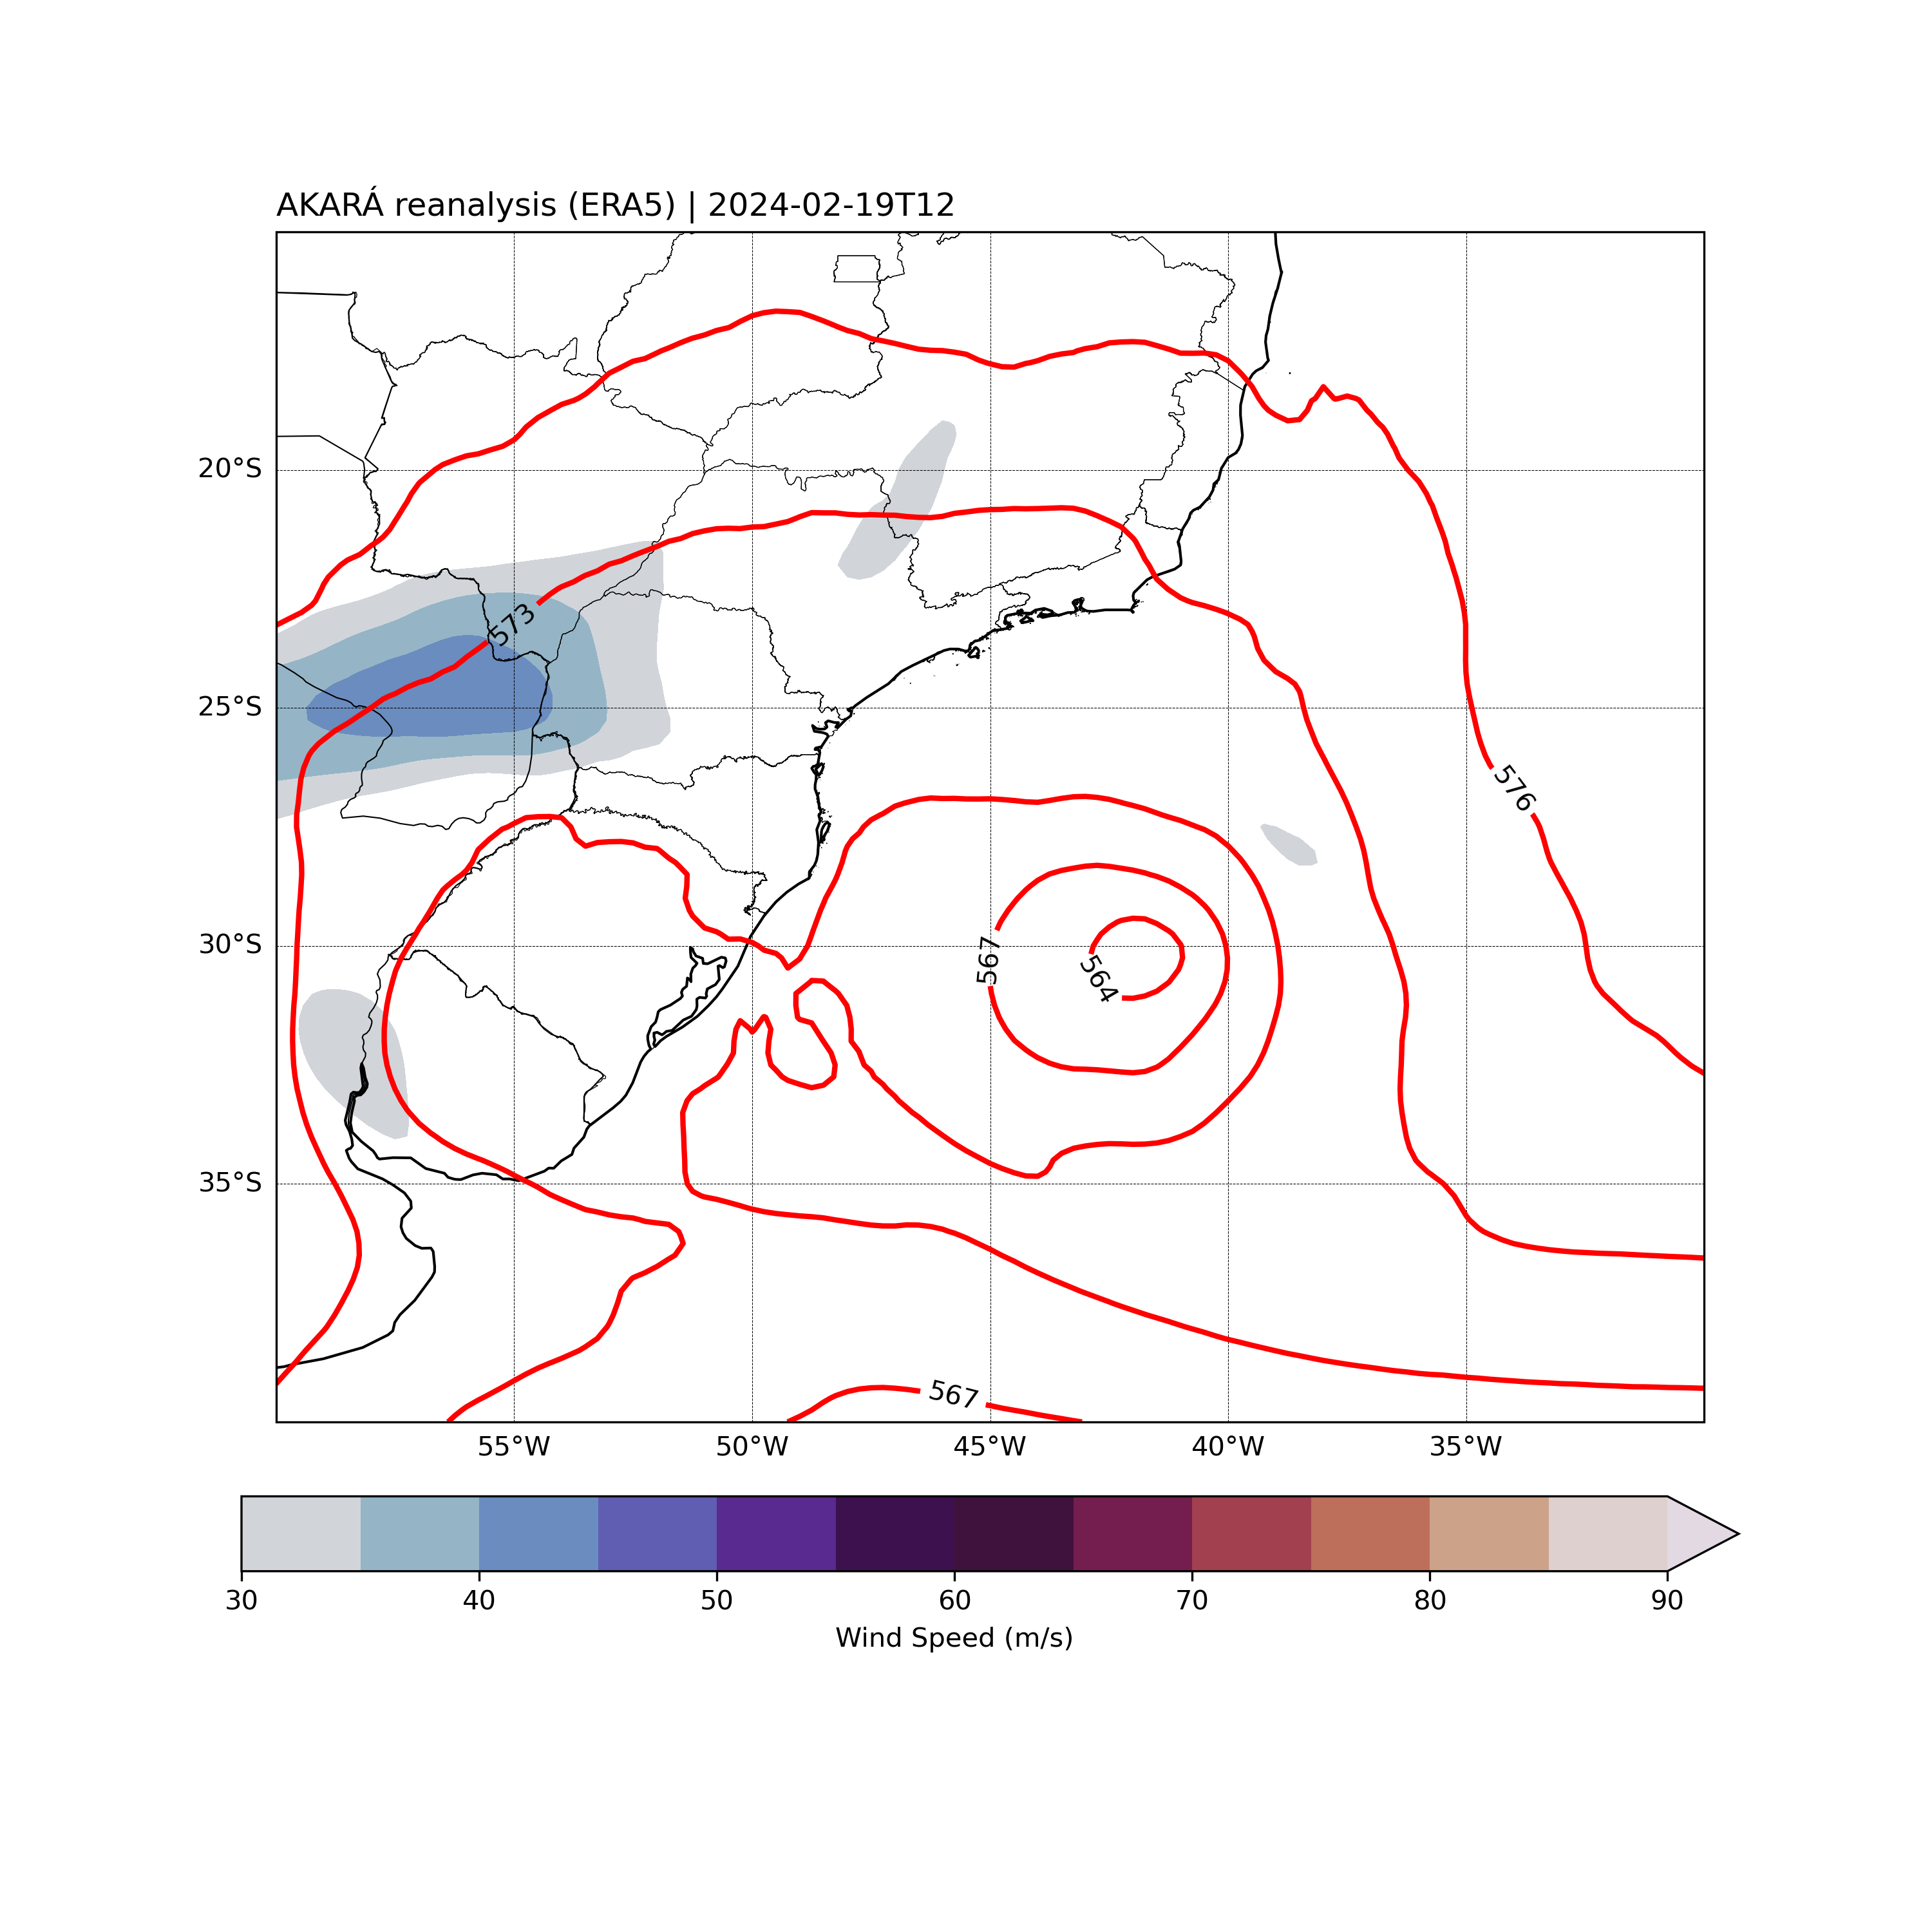 AKARÁ reanalysis (ERA5) | 2024-02-19T12
20°S
25°S
30°S
35°S
573
576
567
564
567
55°W 50°W 45°W 40°W 35°W
30 40 50 60 70 80 90
Wind Speed (m/s)